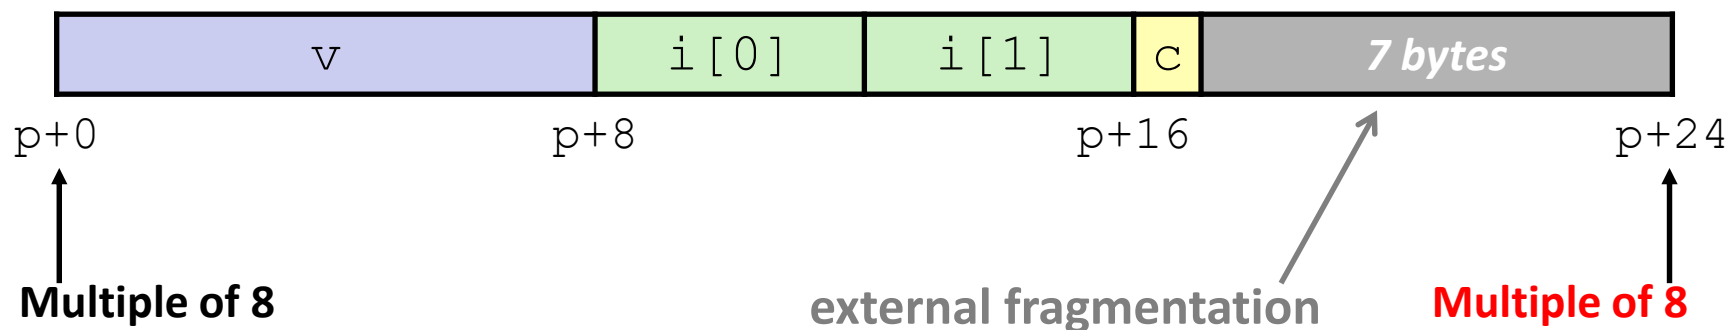 v i[0] i[1] c 7 bytes
p+0 p+8 p+16 p+24
Multiple of 8 external fragmentation Multiple of 8